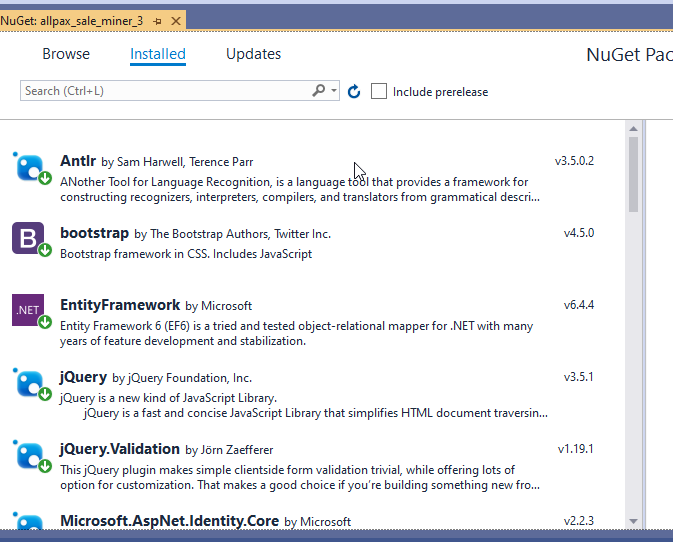 NuGet: allpax_sale_miner_3
Browse Installed Updates NuGet Pac
Search (Ctrl+L) Include prerelease
Antlr by Sam Harwell, Terence Parr v3.5.0.2
ANother Tool for Language Recognition, is a language tool that provides a framework for
constructing recognizers, interpreters, compilers, and translators from grammatical descri...
B
bootstrap by The Bootstrap Authors, Twitter Inc. v4.5.0
Bootstrap framework in CSS. Includes JavaScript
.NET
EntityFramework by Microsoft v6.4.4
Entity Framework 6 (EF6) is a tried and tested object-relational mapper for .NET with many
years of feature development and stabilization.
jQuery by jQuery Foundation, Inc. v3.5.1
jQuery is a new kind of JavaScript Library.
jQuery is a fast and concise JavaScript Library that simplifies HTML document traversin...
jQuery.Validation by Jörn Zaefferer v1.19.1
This jQuery plugin makes simple clientside form validation trivial, while offering lots of
option for customization. That makes a good choice if you're building something new fro...
Microsoft.AspNet.Identity.Core by Microsoft v2.2.3